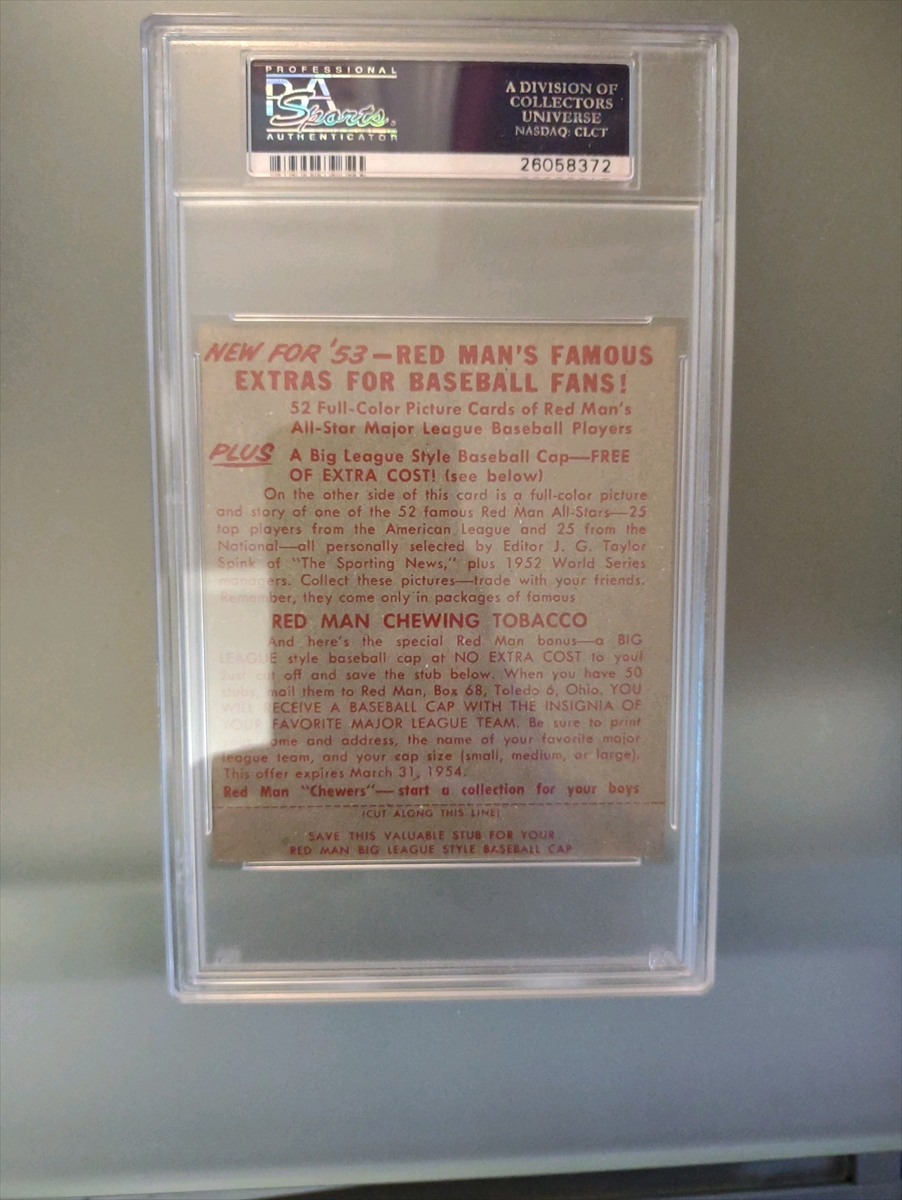 PROFESSIONAL
PSA
Sports
AUTHENTICATOR
A DIVISION OF
COLLECTORS
UNIVERSE
NASDAQ: CLCT
26058372
NEW FOR '53—RED MAN'S FAMOUS
EXTRAS FOR BASEBALL FANS!
52 Full-Color Picture Cards of Red Man's
All-Star Major League Baseball Players
PLUS A Big League Style Baseball Cap—FREE
OF EXTRA COST! (see below)
On the other side of this card is a full-color picture
and story of one of the 52 famous Red Man All-Stars—25
top players from the American League and 25 from the
National—all personally selected by Editor J. G. Taylor
Spink of "The Sporting News," plus 1952 World Series
managers. Collect these pictures—trade with your friends.
Remember, they come only in packages of famous
RED MAN CHEWING TOBACCO
And here's the special Red Man bonus—a BIG
LEAGUE style baseball cap at NO EXTRA COST to you!
Just cut off and save the stub below. When you have 50
stubs, mail them to Red Man, Box 68, Toledo 6, Ohio. YOU
WILL RECEIVE A BASEBALL CAP WITH THE INSIGNIA OF
YOUR FAVORITE MAJOR LEAGUE TEAM. Be sure to print
name and address, the name of your favorite major
league team, and your cap size (small, medium, or large).
This offer expires March 31, 1954.
Red Man "Chewers"—start a collection for your boys
(CUT ALONG THIS LINE)
SAVE THIS VALUABLE STUB FOR YOUR
RED MAN BIG LEAGUE STYLE BASEBALL CAP